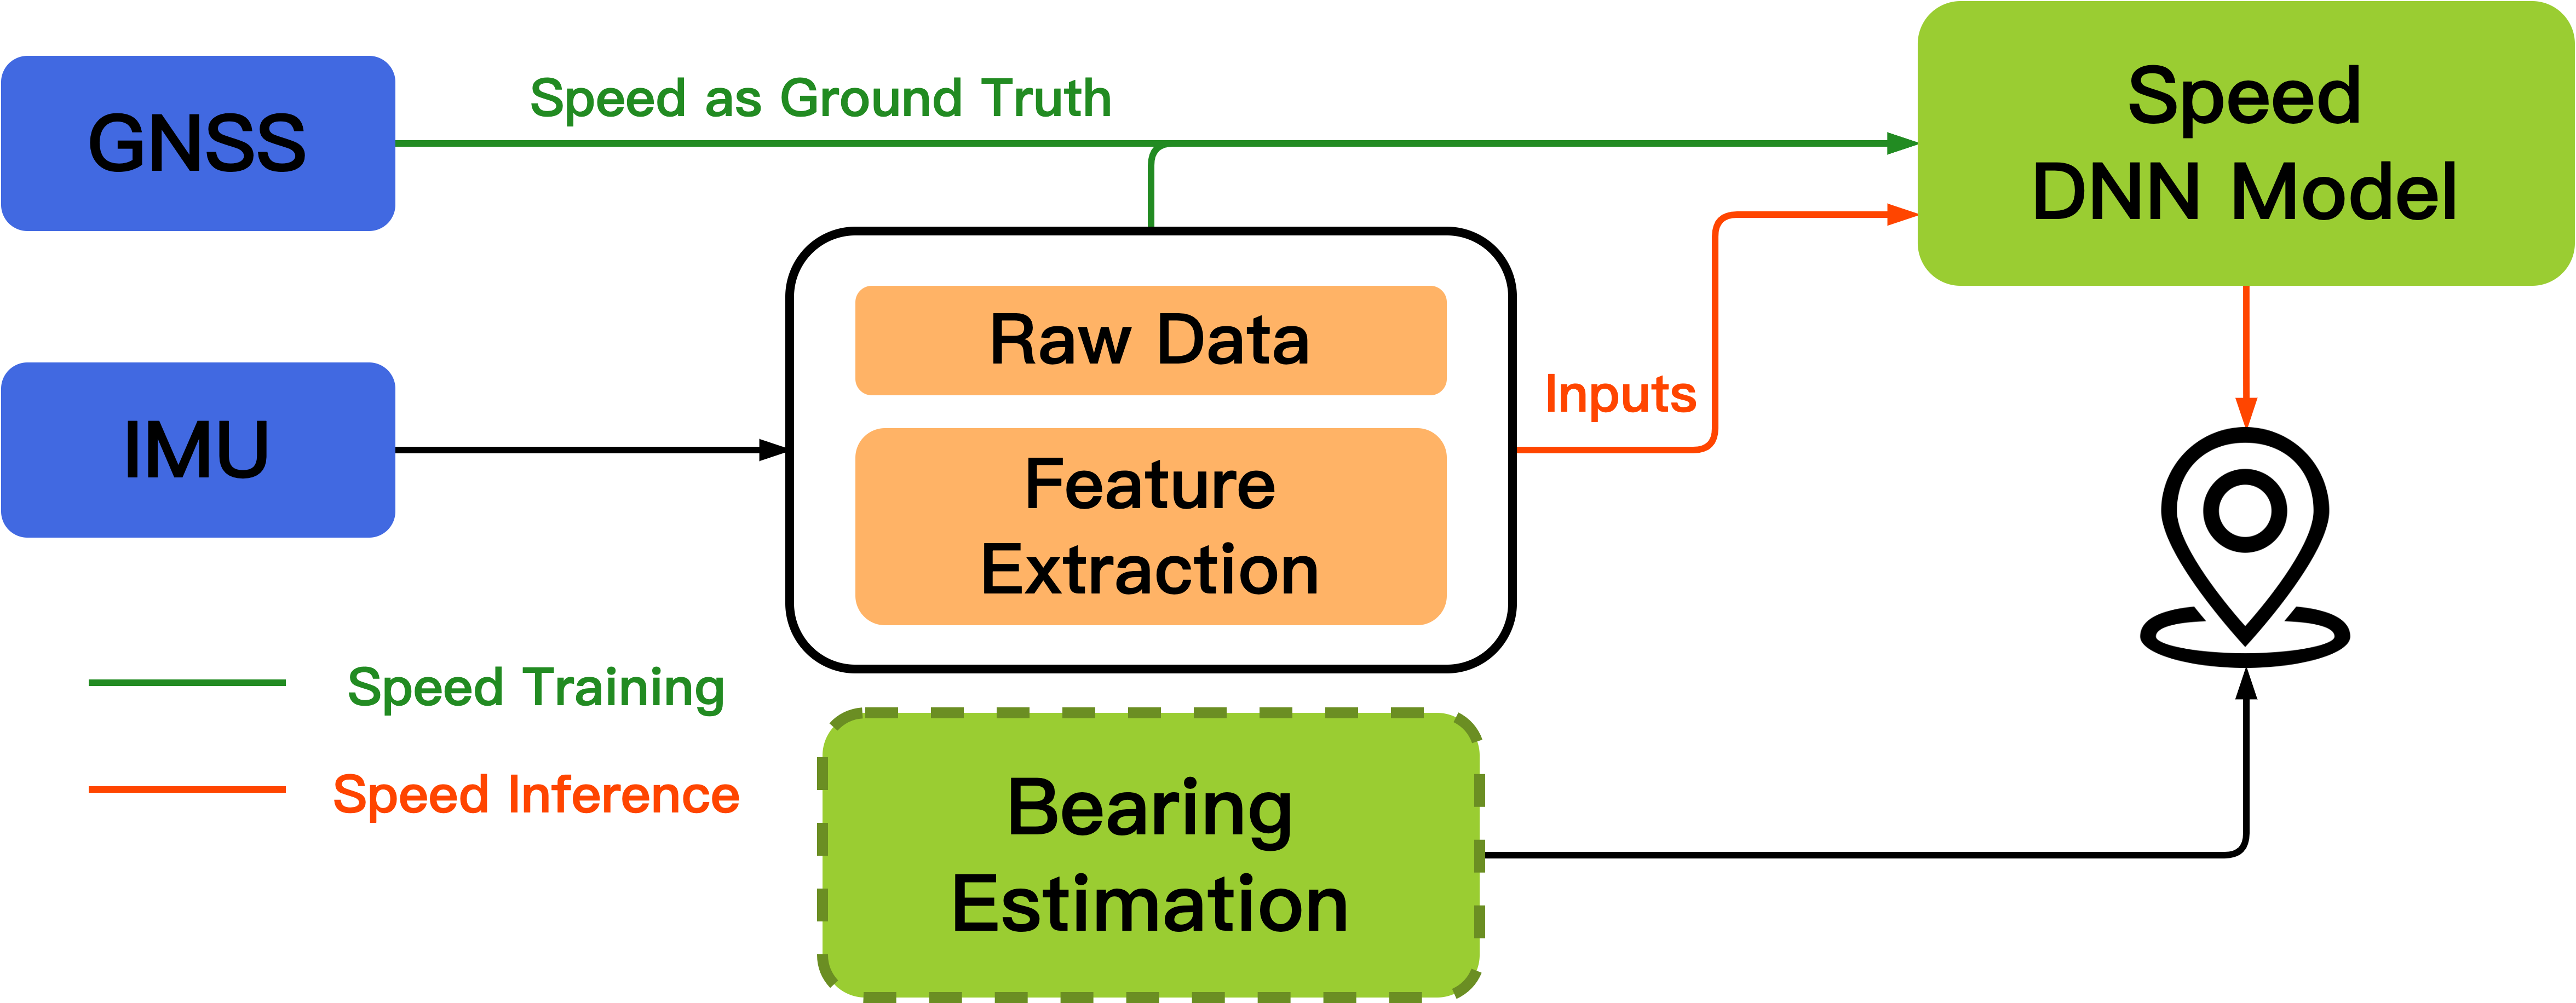 GNSS
Speed as Ground Truth
Speed
DNN Model
IMU
Raw Data
Feature
Extraction
Inputs
Speed Training
Speed Inference
Bearing
Estimation